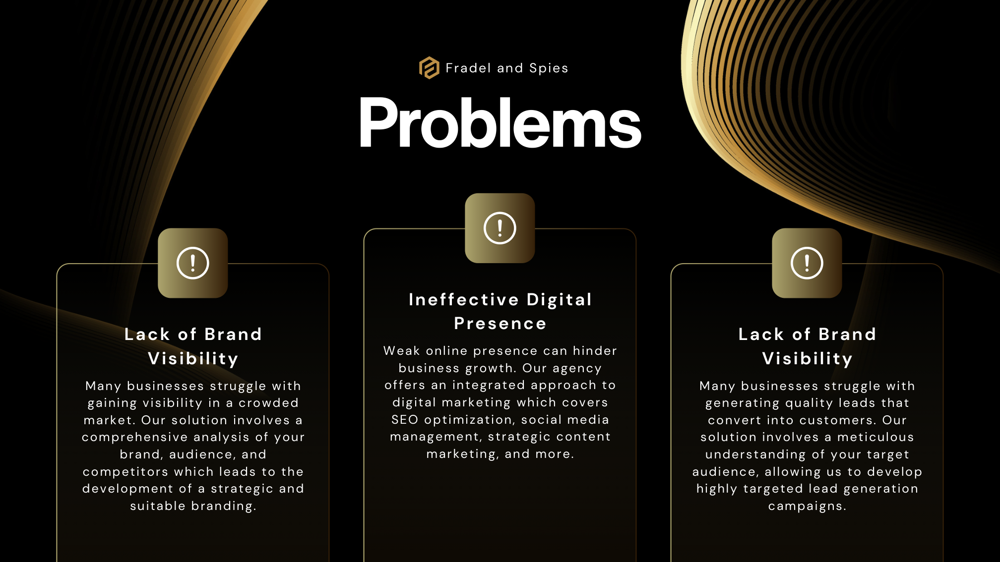 Fradel and Spies
Problems
Lack of Brand
Visibility
Many businesses struggle with
gaining visibility in a crowded
market. Our solution involves a
comprehensive analysis of your
brand, audience, and
competitors which leads to the
development of a strategic and
suitable branding.
Ineffective Digital
Presence
Weak online presence can hinder
business growth. Our agency
offers an integrated approach to
digital marketing which covers
SEO optimization, social media
management, strategic content
marketing, and more.
Lack of Brand
Visibility
Many businesses struggle with
generating quality leads that
convert into customers. Our
solution involves a meticulous
understanding of your target
audience, allowing us to develop
highly targeted lead generation
campaigns.